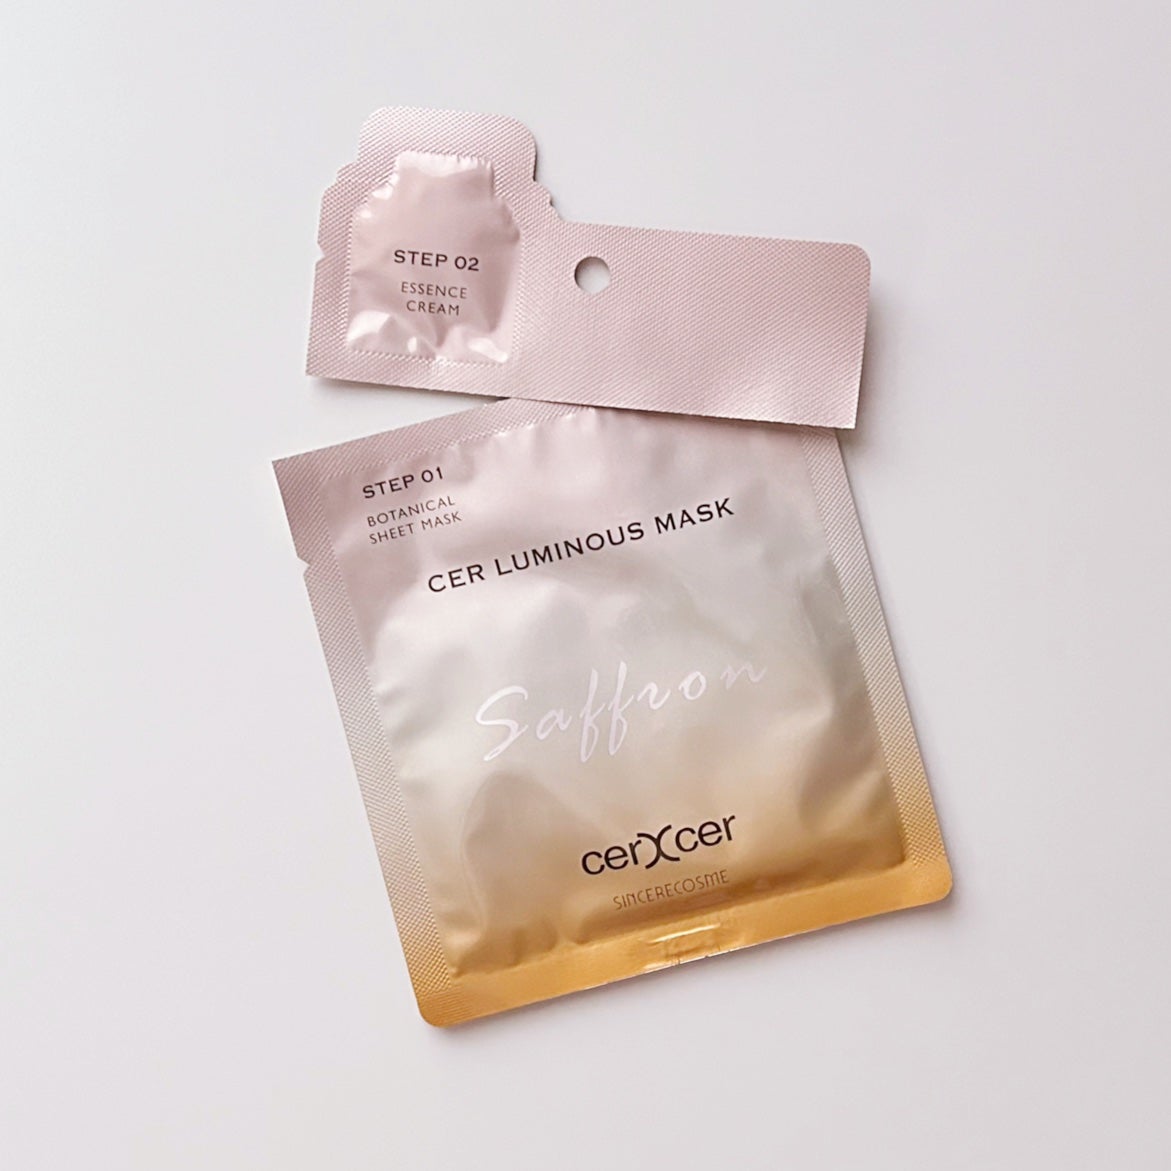 STEP 02
ESSENCE
CREAM
STEP 01
BOTANICAL
SHEET MASK
CER LUMINOUS MASK
Saffron
cerXcer
SINCERECOSME